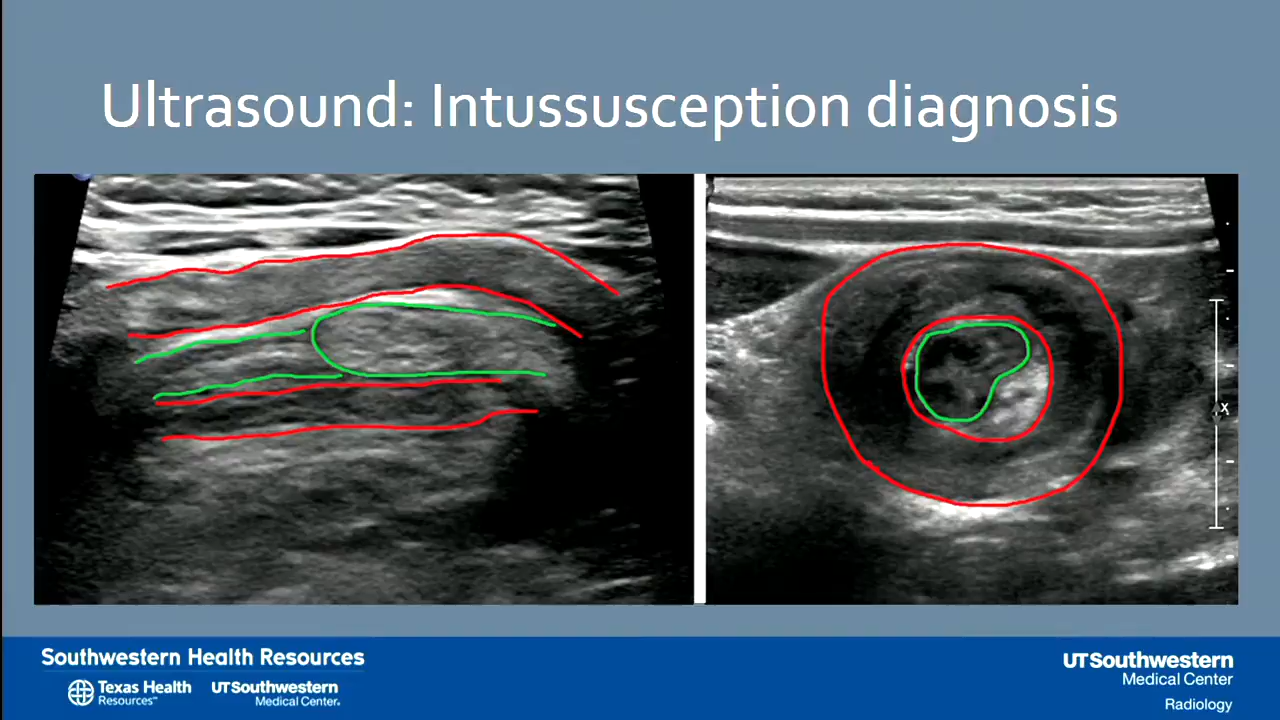 Ultrasound: Intussusception diagnosis
X
Southwestern Health Resources
Texas Health
Resources™
UTSouthwestern
Medical Center®
UTSouthwestern
Medical Center
Radiology